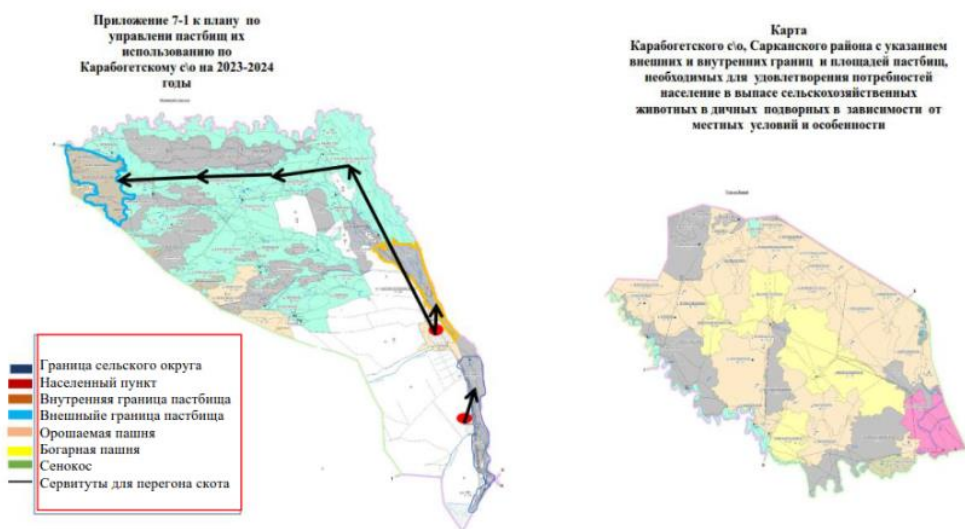 Приложение 7-1 к плану по
управлени пастбищ их
использованию по
Карабогетскому с\о на 2023-2024
годы
Карта
Карабогетского с\о, Сарканского района с указанием
внешних и внутренних границ и площадей пастбищ,
необходимых для удовлетворения потребностей
население в выпасе сельскохозяйственных
животных в дичных подворных в зависимости от
местных условий и особенности
Граница сельского округа
Населенный пункт
Внутренняя граница пастбища
Внешныйе граница пастбища
Орошаемая пашня
Богарная пашня
Сенокос
Сервитуты для перегона скота